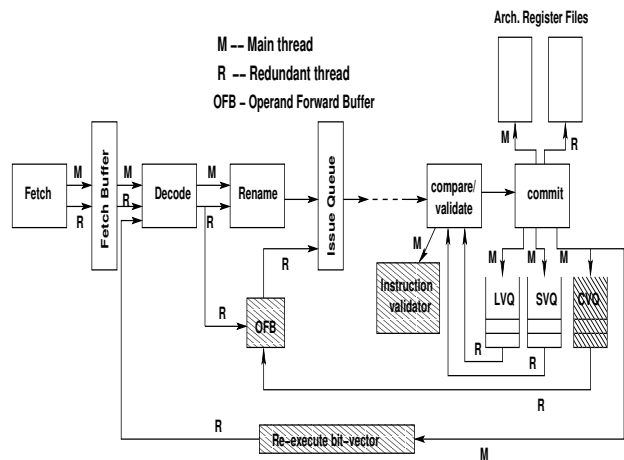 Arch. Register Files
M -- Main thread
R -- Redundant thread
OFB - Operand Forward Buffer
M
R
Fetch
M
R
Fetch Buffer
M
R
Decode
M
R
Rename
Issue Queue
compare/
validate
commit
M
M
M
M
R
R
Instruction
validator
LVQ
SVQ
CVQ
OFB
R
R
R
R
R
Re-execute bit-vector
M